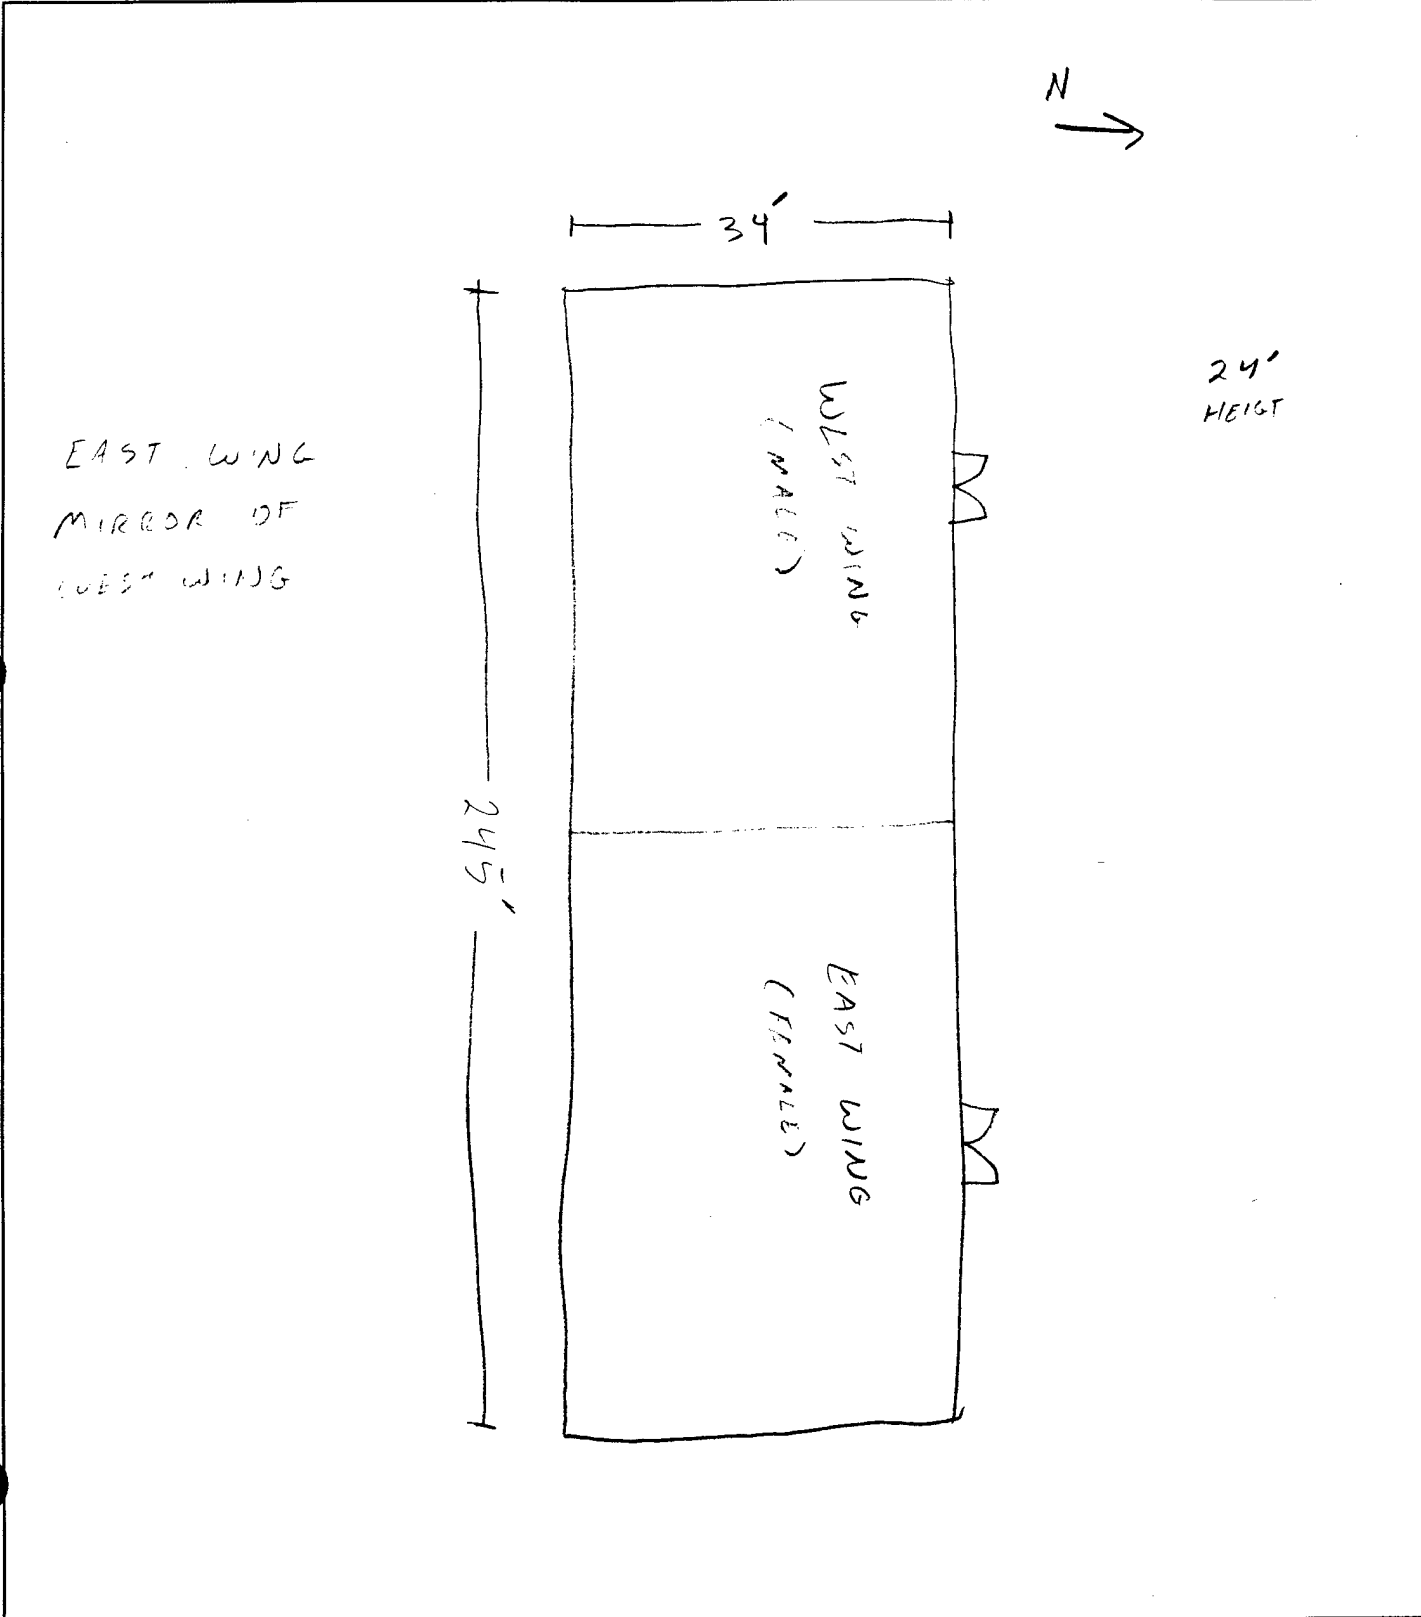 N
34'
24'
HEIGT
EAST WING
MIRROR OF
WEST WING
WEST WING
(MALE)
245'
EAST WING
(FEMALE)